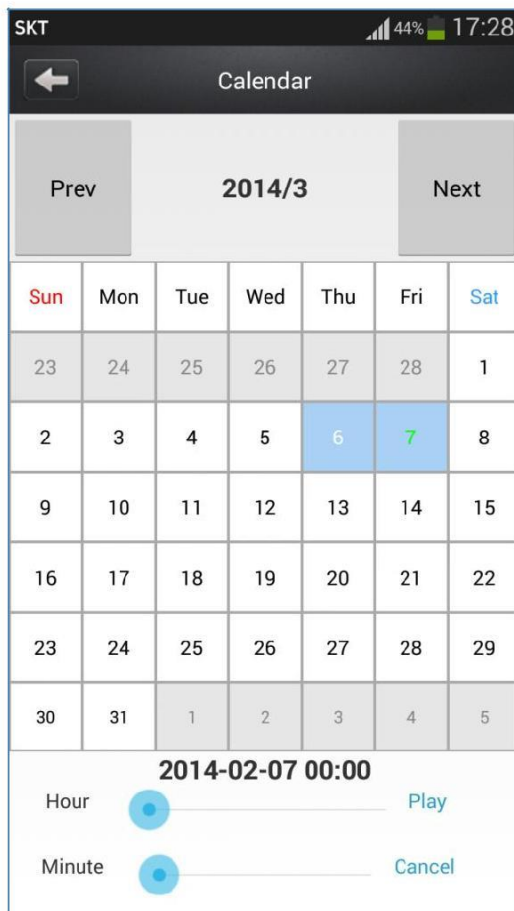 SKT 44% 17:28
Calendar
Prev 2014/3 Next
Sun Mon Tue Wed Thu Fri Sat
23 24 25 26 27 28 1
2 3 4 5 6 7 8
9 10 11 12 13 14 15
16 17 18 19 20 21 22
23 24 25 26 27 28 29
30 31 1 2 3 4 5
2014-02-07 00:00
Hour Play
Minute Cancel